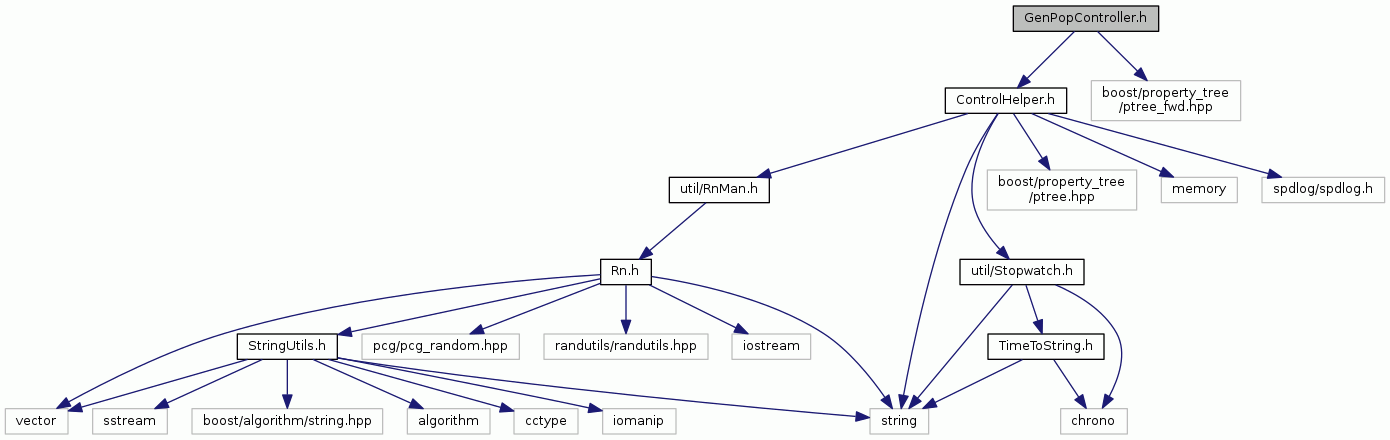 GenPopController.h
ControlHelper.h
boost/property_tree
/ptree_fwd.hpp
util/RnMan.h
boost/property_tree
/ptree.hpp
memory
spdlog/spdlog.h
Rn.h
util/Stopwatch.h
StringUtils.h
pcg/pcg_random.hpp
randutils/randutils.hpp
iostream
TimeToString.h
vector
sstream
boost/algorithm/string.hpp
algorithm
cctype
iomanip
string
chrono